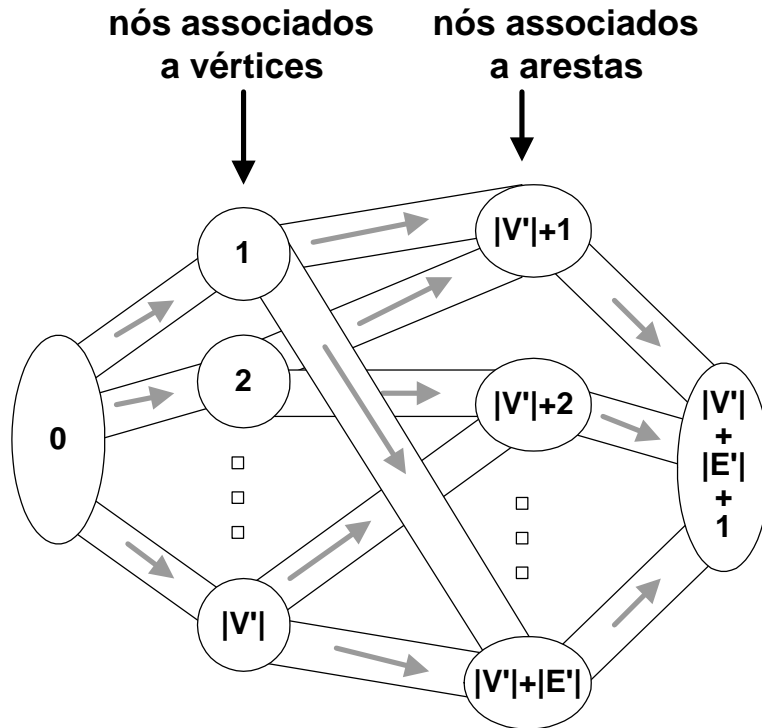 nós associados
a vértices
nós associados
a arestas
1
|V'|+1
2
|V'|+2
0
|V'|
+
|E'|
+
1
|V'|
|V'|+|E'|